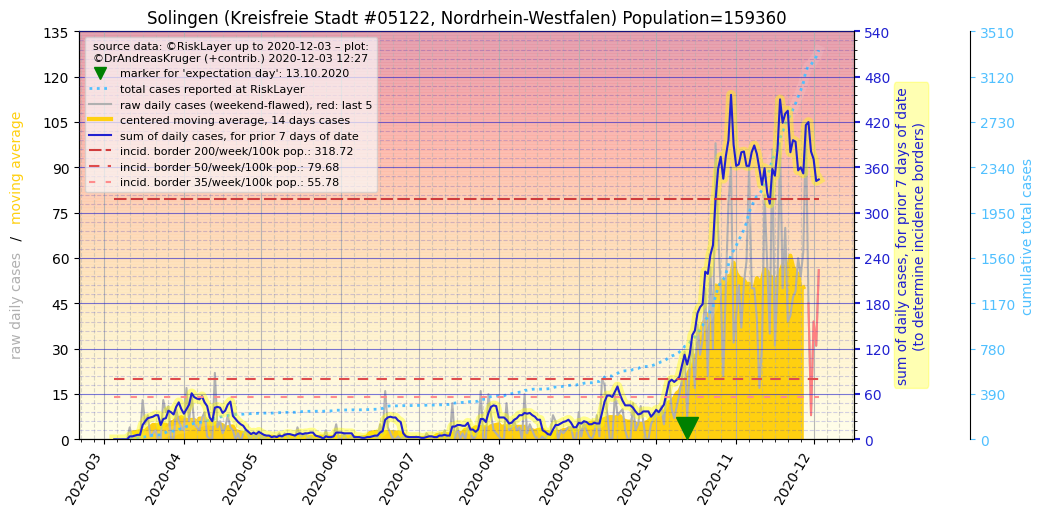 Solingen (Kreisfreie Stadt #05122, Nordrhein-Westfalen) Population=159360
source data: ©RiskLayer up to 2020-12-03 – plot:
©DrAndreasKruger (+contrib.) 2020-12-03 12:27
marker for 'expectation day': 13.10.2020
total cases reported at RiskLayer
raw daily cases (weekend-flawed), red: last 5
centered moving average, 14 days cases
sum of daily cases, for prior 7 days of date
incid. border 200/week/100k pop.: 318.72
incid. border 50/week/100k pop.: 79.68
incid. border 35/week/100k pop.: 55.78
raw daily cases / moving average
135
120
105
90
75
60
45
30
15
0
2020-03
2020-04
2020-05
2020-06
2020-07
2020-08
2020-09
2020-10
2020-11
2020-12
540
480
420
360
300
240
180
120
60
0
sum of daily cases, for prior 7 days of date
(to determine incidence borders)
3510
3120
2730
2340
1950
1560
1170
780
390
0
cumulative total cases